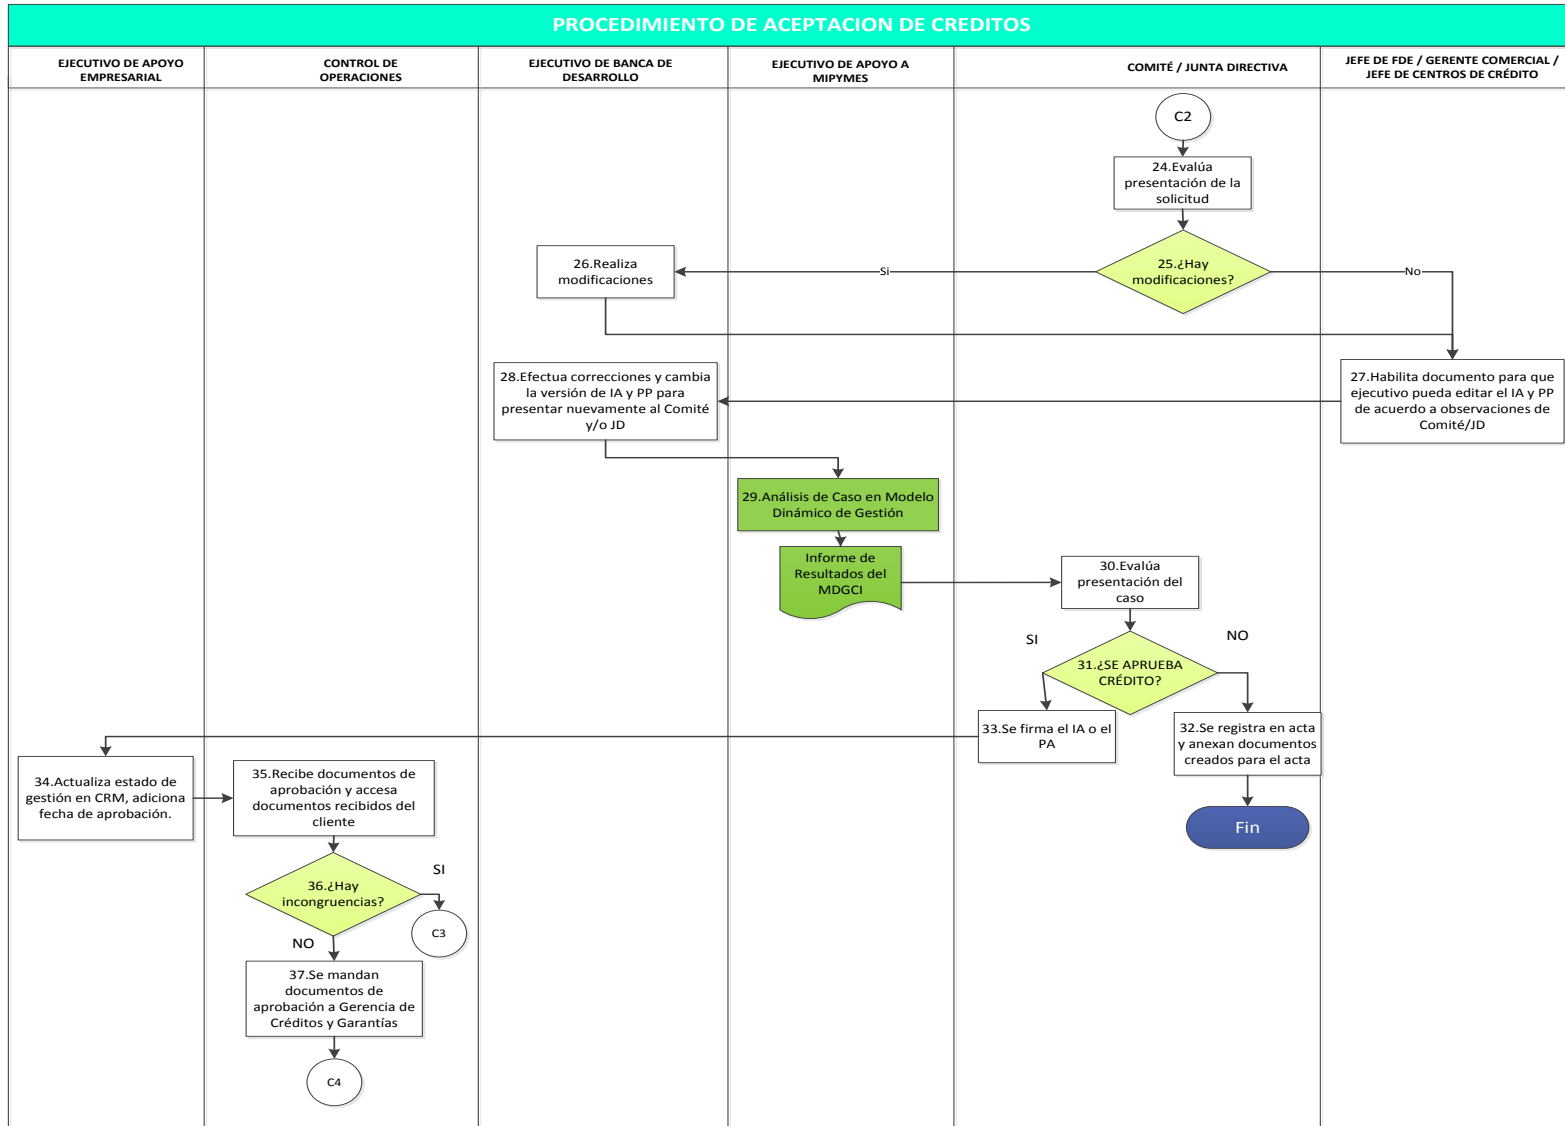 PROCEDIMIENTO DE ACEPTACION DE CREDITOS
EJECUTIVO DE APOYO
EMPRESARIAL
CONTROL DE
OPERACIONES
EJECUTIVO DE BANCA DE
DESARROLLO
EJECUTIVO DE APOYO A
MIPYMES
COMITÉ / JUNTA DIRECTIVA
JEFE DE FDE / GERENTE COMERCIAL /
JEFE DE CENTROS DE CRÉDITO
C2
24.Evalúa
presentación de la
solicitud
25.¿Hay
modificaciones?
Si
No
26.Realiza
modificaciones
27.Habilita documento para que
ejecutivo pueda editar el IA y PP
de acuerdo a observaciones de
Comité/JD
28.Efectua correcciones y cambia
la versión de IA y PP para
presentar nuevamente al Comité
y/o JD
29.Análisis de Caso en Modelo
Dinámico de Gestión
Informe de
Resultados del
MDGCI
30.Evalúa
presentación del
caso
SI
NO
31.¿SE APRUEBA
CRÉDITO?
33.Se firma el IA o el
PA
32.Se registra en acta
y anexan documentos
creados para el acta
Fin
34.Actualiza estado de
gestión en CRM, adiciona
fecha de aprobación.
35.Recibe documentos de
aprobación y accesa
documentos recibidos del
cliente
36.¿Hay
incongruencias?
SI
C3
NO
37.Se mandan
documentos de
aprobación a Gerencia de
Créditos y Garantías
C4